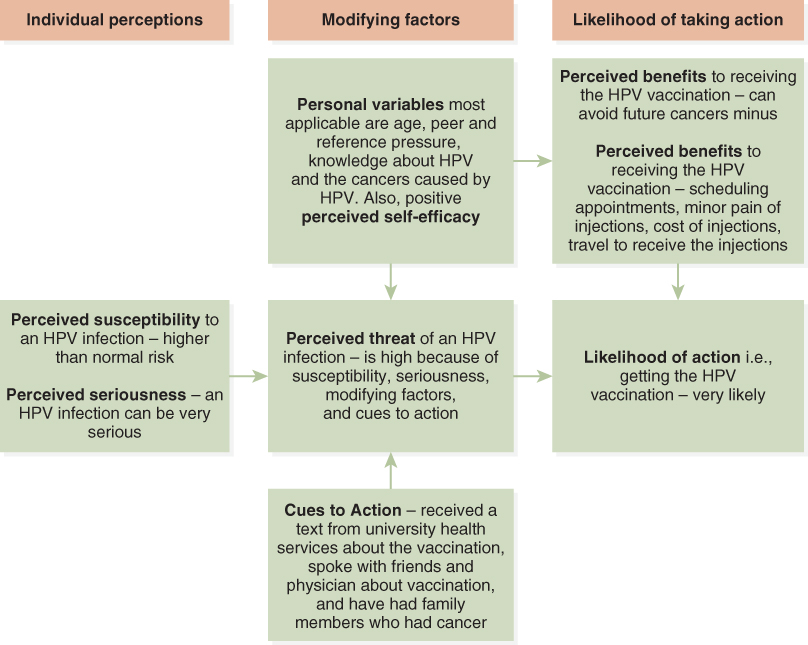 Individual perceptions
Modifying factors
Likelihood of taking action
Personal variables most
applicable are age, peer and
reference pressure,
knowledge about HPV
and the cancers caused by
HPV. Also, positive
perceived self-efficacy
Perceived benefits to receiving
the HPV vaccination – can
avoid future cancers minus
Perceived benefits to
receiving the HPV
vaccination – scheduling
appointments, minor pain of
injections, cost of injections,
travel to receive the injections
Perceived susceptibility to
an HPV infection – higher
than normal risk
Perceived seriousness – an
HPV infection can be very
serious
Perceived threat of an HPV
infection – is high because of
susceptibility, seriousness,
modifying factors,
and cues to action
Likelihood of action i.e.,
getting the HPV
vaccination – very likely
Cues to Action – received a
text from university health
services about the vaccination,
spoke with friends and
physician about vaccination,
and have had family
members who had cancer